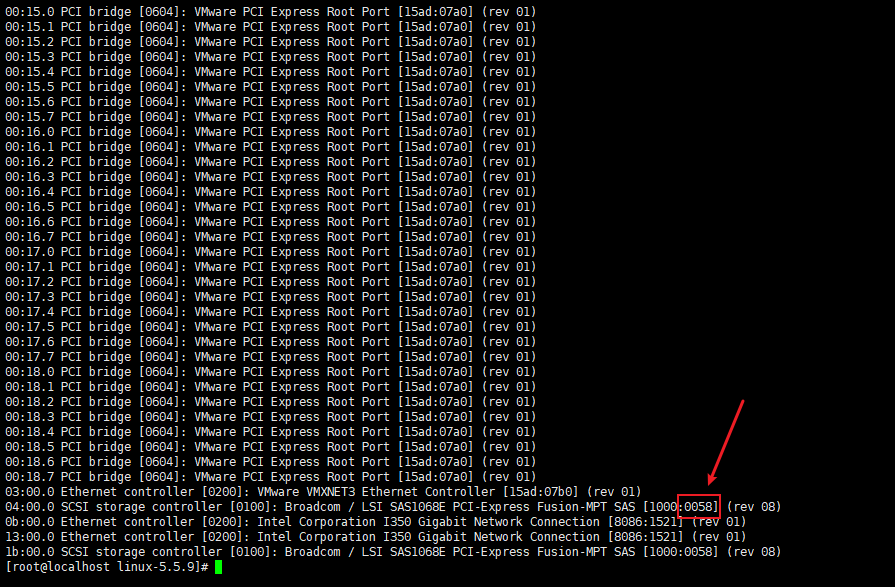 00:15.0 PCI bridge [0604]: VMware PCI Express Root Port [15ad:07a0] (rev 01)
00:15.1 PCI bridge [0604]: VMware PCI Express Root Port [15ad:07a0] (rev 01)
00:15.2 PCI bridge [0604]: VMware PCI Express Root Port [15ad:07a0] (rev 01)
00:15.3 PCI bridge [0604]: VMware PCI Express Root Port [15ad:07a0] (rev 01)
00:15.4 PCI bridge [0604]: VMware PCI Express Root Port [15ad:07a0] (rev 01)
00:15.5 PCI bridge [0604]: VMware PCI Express Root Port [15ad:07a0] (rev 01)
00:15.6 PCI bridge [0604]: VMware PCI Express Root Port [15ad:07a0] (rev 01)
00:15.7 PCI bridge [0604]: VMware PCI Express Root Port [15ad:07a0] (rev 01)
00:16.0 PCI bridge [0604]: VMware PCI Express Root Port [15ad:07a0] (rev 01)
00:16.1 PCI bridge [0604]: VMware PCI Express Root Port [15ad:07a0] (rev 01)
00:16.2 PCI bridge [0604]: VMware PCI Express Root Port [15ad:07a0] (rev 01)
00:16.3 PCI bridge [0604]: VMware PCI Express Root Port [15ad:07a0] (rev 01)
00:16.4 PCI bridge [0604]: VMware PCI Express Root Port [15ad:07a0] (rev 01)
00:16.5 PCI bridge [0604]: VMware PCI Express Root Port [15ad:07a0] (rev 01)
00:16.6 PCI bridge [0604]: VMware PCI Express Root Port [15ad:07a0] (rev 01)
00:16.7 PCI bridge [0604]: VMware PCI Express Root Port [15ad:07a0] (rev 01)
00:17.0 PCI bridge [0604]: VMware PCI Express Root Port [15ad:07a0] (rev 01)
00:17.1 PCI bridge [0604]: VMware PCI Express Root Port [15ad:07a0] (rev 01)
00:17.2 PCI bridge [0604]: VMware PCI Express Root Port [15ad:07a0] (rev 01)
00:17.3 PCI bridge [0604]: VMware PCI Express Root Port [15ad:07a0] (rev 01)
00:17.4 PCI bridge [0604]: VMware PCI Express Root Port [15ad:07a0] (rev 01)
00:17.5 PCI bridge [0604]: VMware PCI Express Root Port [15ad:07a0] (rev 01)
00:17.6 PCI bridge [0604]: VMware PCI Express Root Port [15ad:07a0] (rev 01)
00:17.7 PCI bridge [0604]: VMware PCI Express Root Port [15ad:07a0] (rev 01)
00:18.0 PCI bridge [0604]: VMware PCI Express Root Port [15ad:07a0] (rev 01)
00:18.1 PCI bridge [0604]: VMware PCI Express Root Port [15ad:07a0] (rev 01)
00:18.2 PCI bridge [0604]: VMware PCI Express Root Port [15ad:07a0] (rev 01)
00:18.3 PCI bridge [0604]: VMware PCI Express Root Port [15ad:07a0] (rev 01)
00:18.4 PCI bridge [0604]: VMware PCI Express Root Port [15ad:07a0] (rev 01)
00:18.5 PCI bridge [0604]: VMware PCI Express Root Port [15ad:07a0] (rev 01)
00:18.6 PCI bridge [0604]: VMware PCI Express Root Port [15ad:07a0] (rev 01)
00:18.7 PCI bridge [0604]: VMware PCI Express Root Port [15ad:07a0] (rev 01)
03:00.0 Ethernet controller [0200]: VMware VMXNET3 Ethernet Controller [15ad:07b0] (rev 01)
04:00.0 SCSI storage controller [0100]: Broadcom / LSI SAS1068E PCI-Express Fusion-MPT SAS [1000:0058] (rev 08)
0b:00.0 Ethernet controller [0200]: Intel Corporation I350 Gigabit Network Connection [8086:1521] (rev 01)
13:00.0 Ethernet controller [0200]: Intel Corporation I350 Gigabit Network Connection [8086:1521] (rev 01)
1b:00.0 SCSI storage controller [0100]: Broadcom / LSI SAS1068E PCI-Express Fusion-MPT SAS [1000:0058] (rev 08)
[root@localhost linux-5.5.9]#